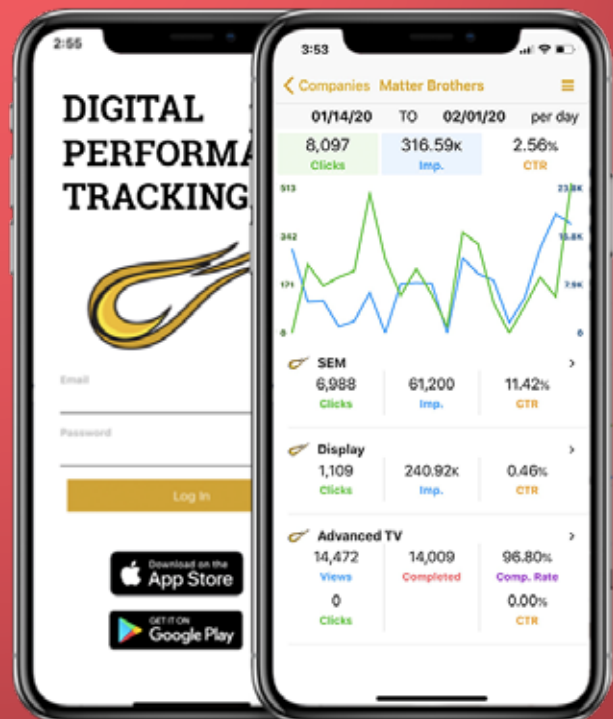 2:55
DIGITAL
PERFORMA
TRACKING
Email
Password
Log In
Download on the
App Store
GET IT ON
Google Play
3:53
Companies Matter Brothers
01/14/20 TO 02/01/20 per day
8,097 316.59K 2.56%
Clicks Imp. CTR
513 23.8K
342 15.8K
171 7.9K
0 0
SEM
6,988 61,200 11.42%
Clicks Imp. CTR
Display
1,109 240.92K 0.46%
Clicks Imp. CTR
Advanced TV
14,472 14,009 96.80%
Views Completed Comp. Rate
0 0.00%
Clicks CTR